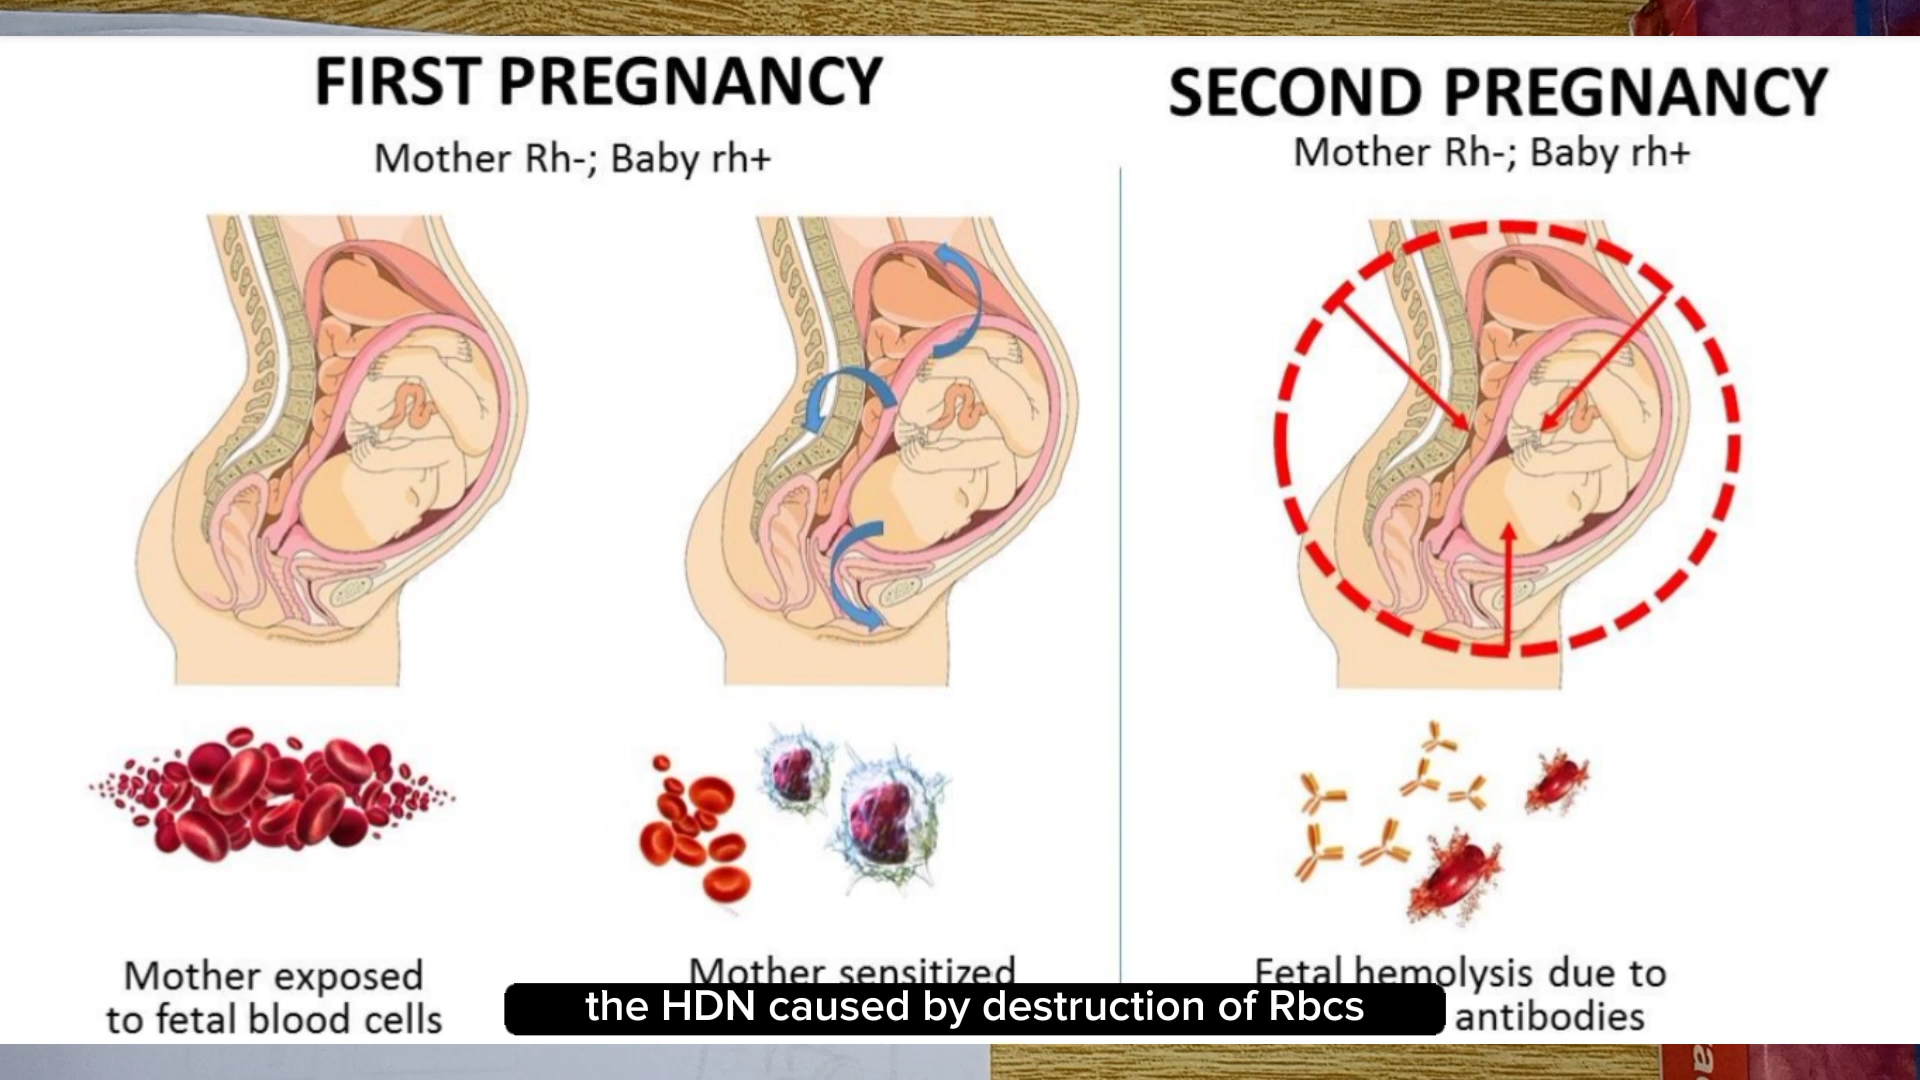 FIRST PREGNANCY
Mother Rh-; Baby rh+
SECOND PREGNANCY
Mother Rh-; Baby rh+
Mother exposed
to fetal blood cells
Mother sensitized
Fetal hemolysis due to
antibodies
the HDN caused by destruction of Rbcs